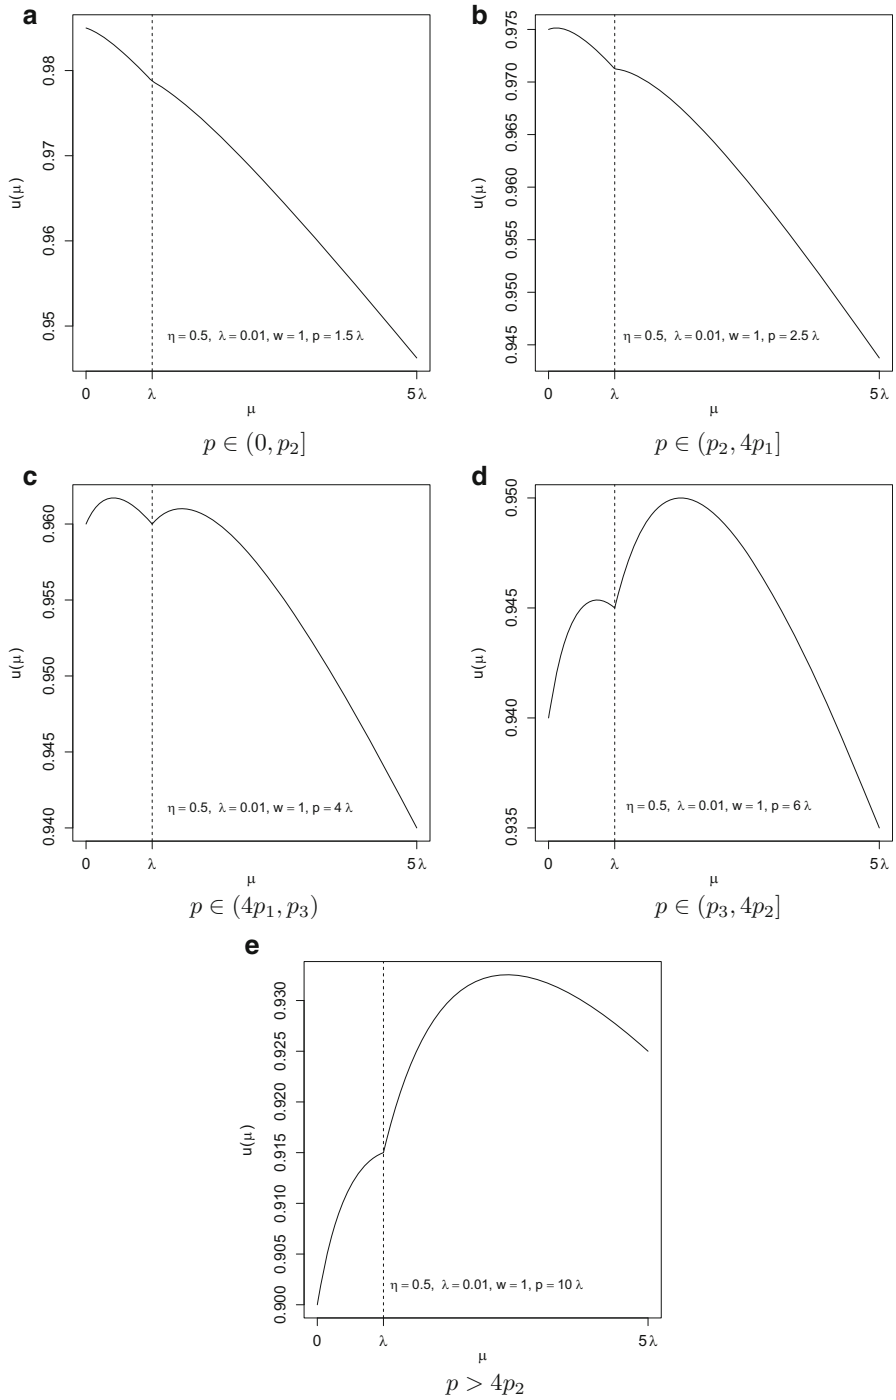 a
0.98
0.97
0.96
0.95
u(μ)
η = 0.5, λ = 0.01, w = 1, p = 1.5 λ
0 λ 5λ
μ
p ∈ (0, p₂]
b
0.975
0.970
0.965
0.960
0.955
0.950
0.945
u(μ)
η = 0.5, λ = 0.01, w = 1, p = 2.5 λ
0 λ 5λ
μ
p ∈ (p₂, 4p₁]
c
0.960
0.955
0.950
0.945
0.940
u(μ)
η = 0.5, λ = 0.01, w = 1, p = 4 λ
0 λ 5λ
μ
p ∈ (4p₁, p₃)
d
0.950
0.945
0.940
0.935
u(μ)
η = 0.5, λ = 0.01, w = 1, p = 6 λ
0 λ 5λ
μ
p ∈ (p₃, 4p₂]
e
0.930
0.925
0.920
0.915
0.910
0.905
0.900
u(μ)
η = 0.5, λ = 0.01, w = 1, p = 10 λ
0 λ 5λ
μ
p > 4p₂